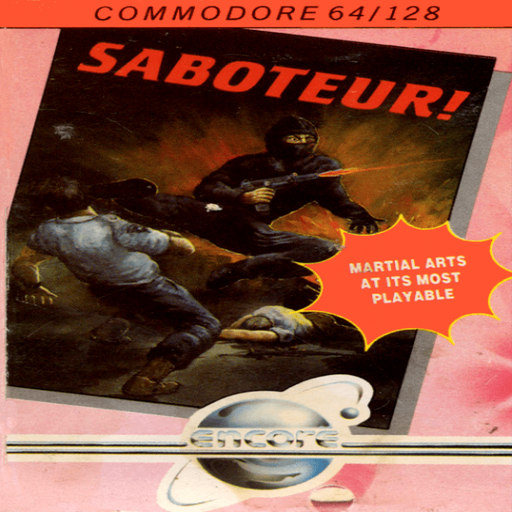 COMMODORE 64/128
SABOTEUR!
MARTIAL ARTS
AT ITS MOST
PLAYABLE
encore